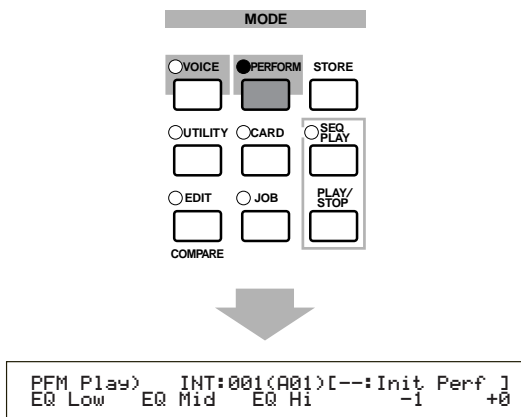 MODE
VOICE PERFORM STORE
UTILITY CARD SEQ PLAY
EDIT JOB PLAY/STOP
COMPARE
PFM Play) INT:001(A01)[--:Init Perf ]
EQ Low EQ Mid EQ Hi -1 +0